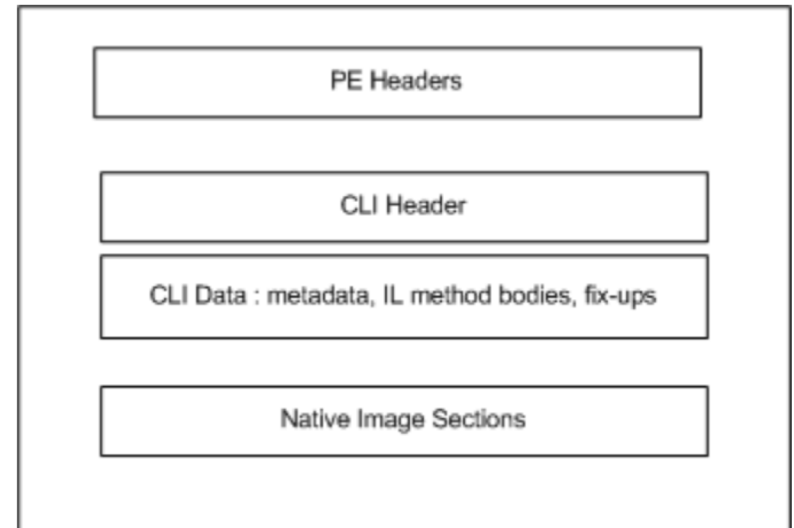 PE Headers
CLI Header
CLI Data : metadata, IL method bodies, fix-ups
Native Image Sections